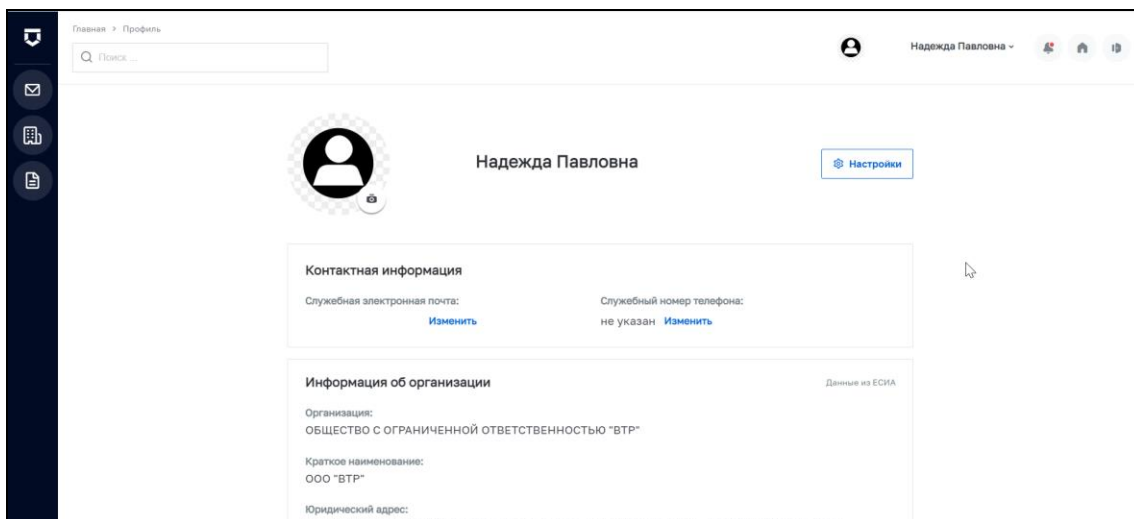 Главная > Профиль
Поиск ...
Надежда Павловна
Надежда Павловна
Настройки
Контактная информация
Служебная электронная почта:
Изменить
Служебный номер телефона:
не указан Изменить
Информация об организации
Данные из ЕСИА
Организация:
ОБЩЕСТВО С ОГРАНИЧЕННОЙ ОТВЕТСТВЕННОСТЬЮ "ВТР"
Краткое наименование:
ООО "ВТР"
Юридический адрес: